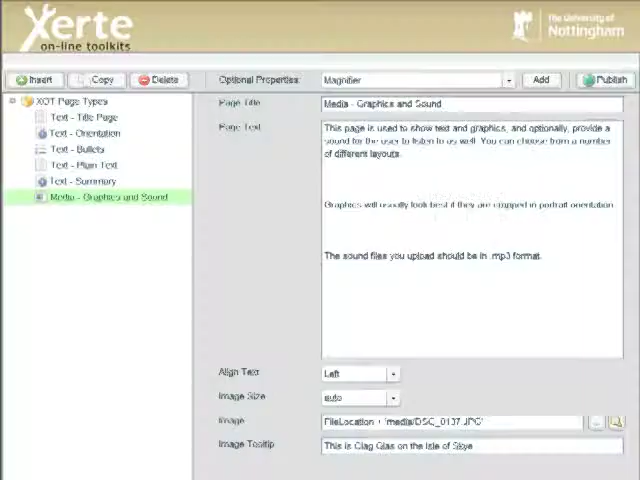 Xerte
on-line toolkits
The University of
Nottingham
Insert Copy Delete Optional Properties: Magnifier Add Publish
XOT Page Types
Text - Title Page
Text - Orientation
Text - Bullets
Text - Plain Text
Text - Summary
Media - Graphics and Sound
Page Title Media - Graphics and Sound
Page Text
This page is used to show text and graphics, and optionally, provide a
sound for the user to listen to as well. You can choose from a number
of different layouts.
Graphics will usually look best if they are cropped in portrait orientation
The sound files you upload should be in .mp3 format.
Align Text Left
Image Size auto
Image FileLocation + 'media/DSC_0137.JPG'
Image Tooltip This is Clag Glas on the Isle of Skye